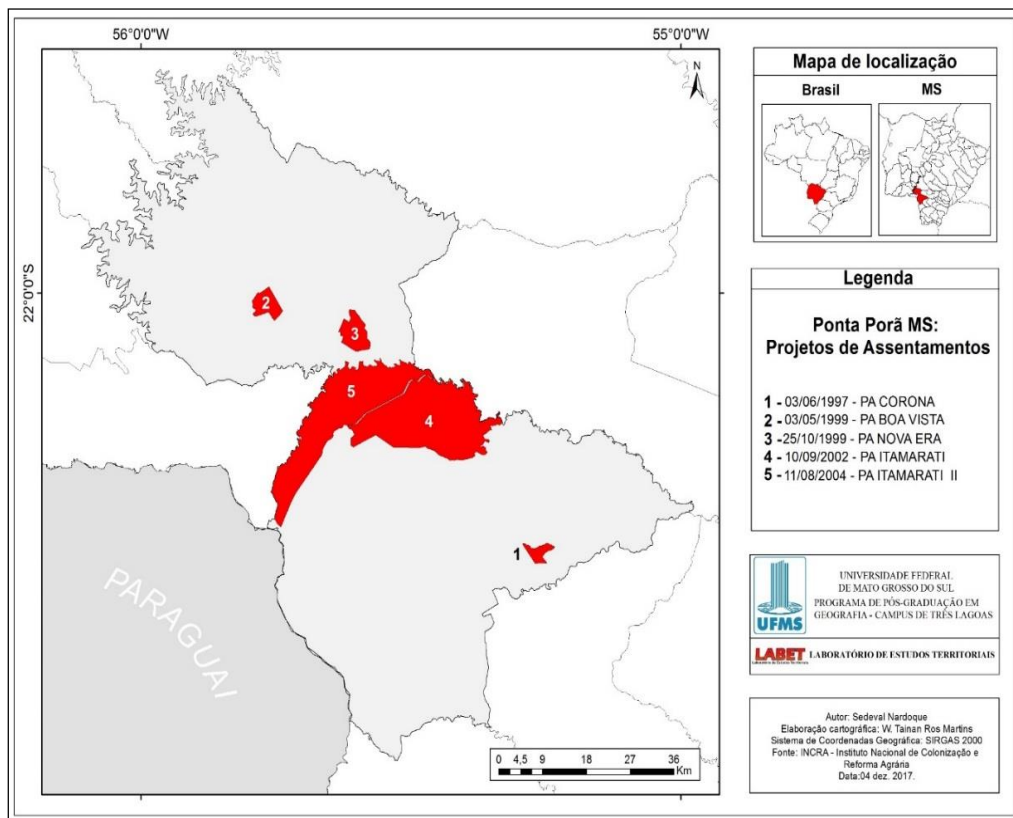 56°0'0"W
55°0'0"W
22°0'0"S
N
2
3
5
4
1
PARAGUAI
0 4,5 9 18 27 36
Km
Mapa de localização
Brasil MS
Legenda
Ponta Porã MS:
Projetos de Assentamentos
1 - 03/06/1997 - PA CORONA
2 - 03/05/1999 - PA BOA VISTA
3 -25/10/1999 - PA NOVA ERA
4 - 10/09/2002 - PA ITAMARATI
5 - 11/08/2004 - PA ITAMARATI II
UFMS
UNIVERSIDADE FEDERAL
DE MATO GROSSO DO SUL
PROGRAMA DE PÓS-GRADUAÇÃO EM
GEOGRAFIA - CAMPUS DE TRÊS LAGOAS
LABET
Laboratório de Estudos Territoriais
LABORATÓRIO DE ESTUDOS TERRITORIAIS
Autor: Sedeval Nardoque
Elaboração cartográfica: W. Tainan Ros Martins
Sistema de Coordenadas Geográfica: SIRGAS 2000
Fonte: INCRA - Instituto Nacional de Colonização e
Reforma Agrária
Data:04 dez. 2017.